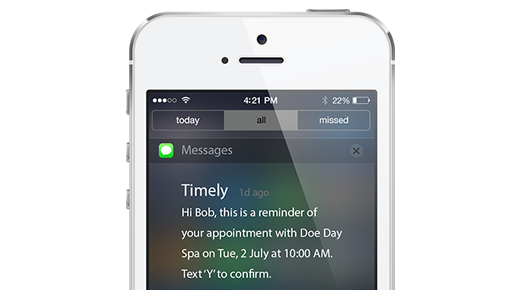 4:21 PM 22%
today all missed
Messages
Timely 1d ago
Hi Bob, this is a reminder of
your appointment with Doe Day
Spa on Tue, 2 July at 10:00 AM.
Text ‘Y’ to confirm.